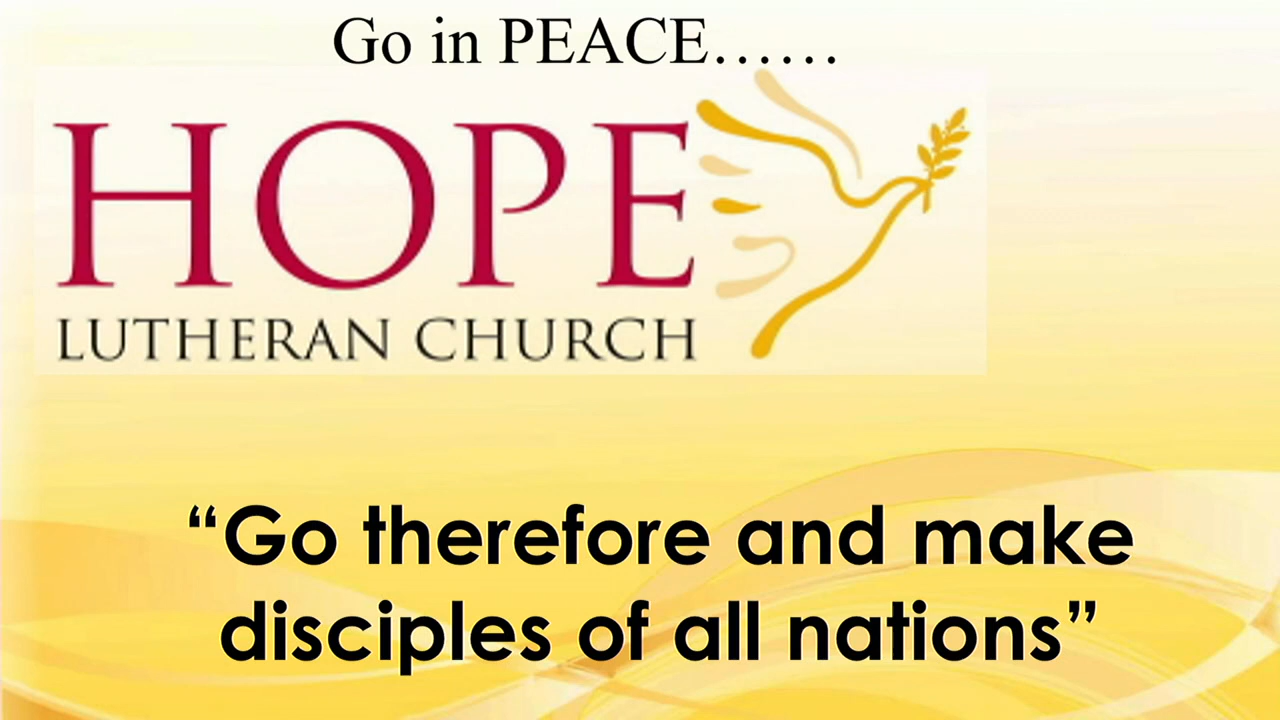 Go in PEACE......
HOPE
LUTHERAN CHURCH
“Go therefore and make
disciples of all nations”